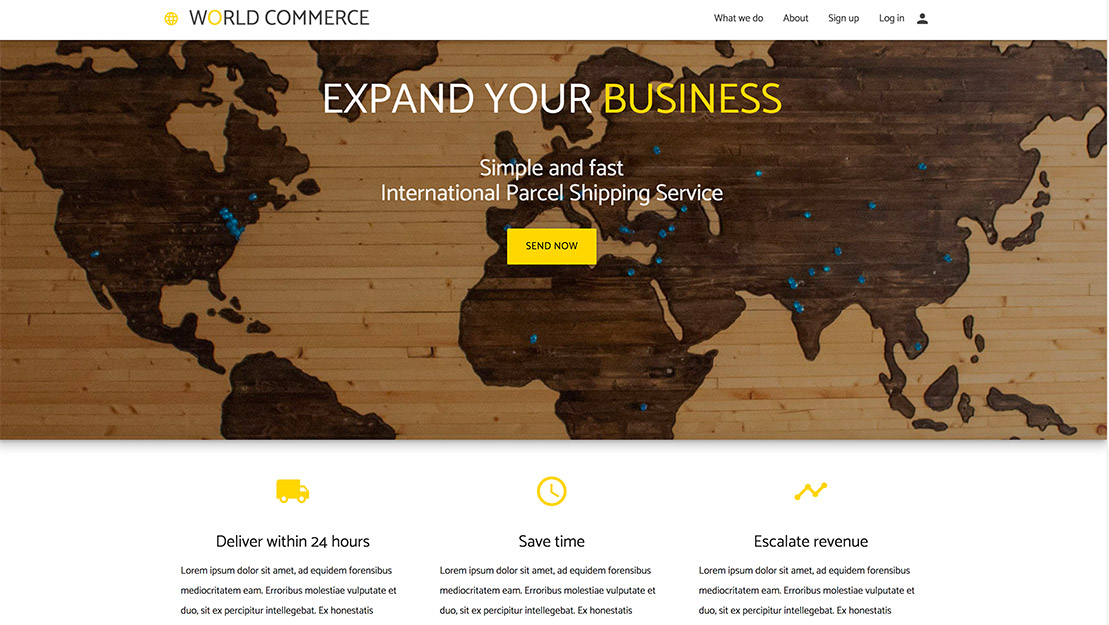 WORLD COMMERCE
What we do About Sign up Log in
EXPAND YOUR BUSINESS
Simple and fast
International Parcel Shipping Service
SEND NOW
Deliver within 24 hours
Lorem ipsum dolor sit amet, ad equidem forensibus
mediocritatem eam. Erroribus molestiae vulputate et
duo, sit ex percipitur intellegebat. Ex honestatis
Save time
Lorem ipsum dolor sit amet, ad equidem forensibus
mediocritatem eam. Erroribus molestiae vulputate et
duo, sit ex percipitur intellegebat. Ex honestatis
Escalate revenue
Lorem ipsum dolor sit amet, ad equidem forensibus
mediocritatem eam. Erroribus molestiae vulputate et
duo, sit ex percipitur intellegebat. Ex honestatis